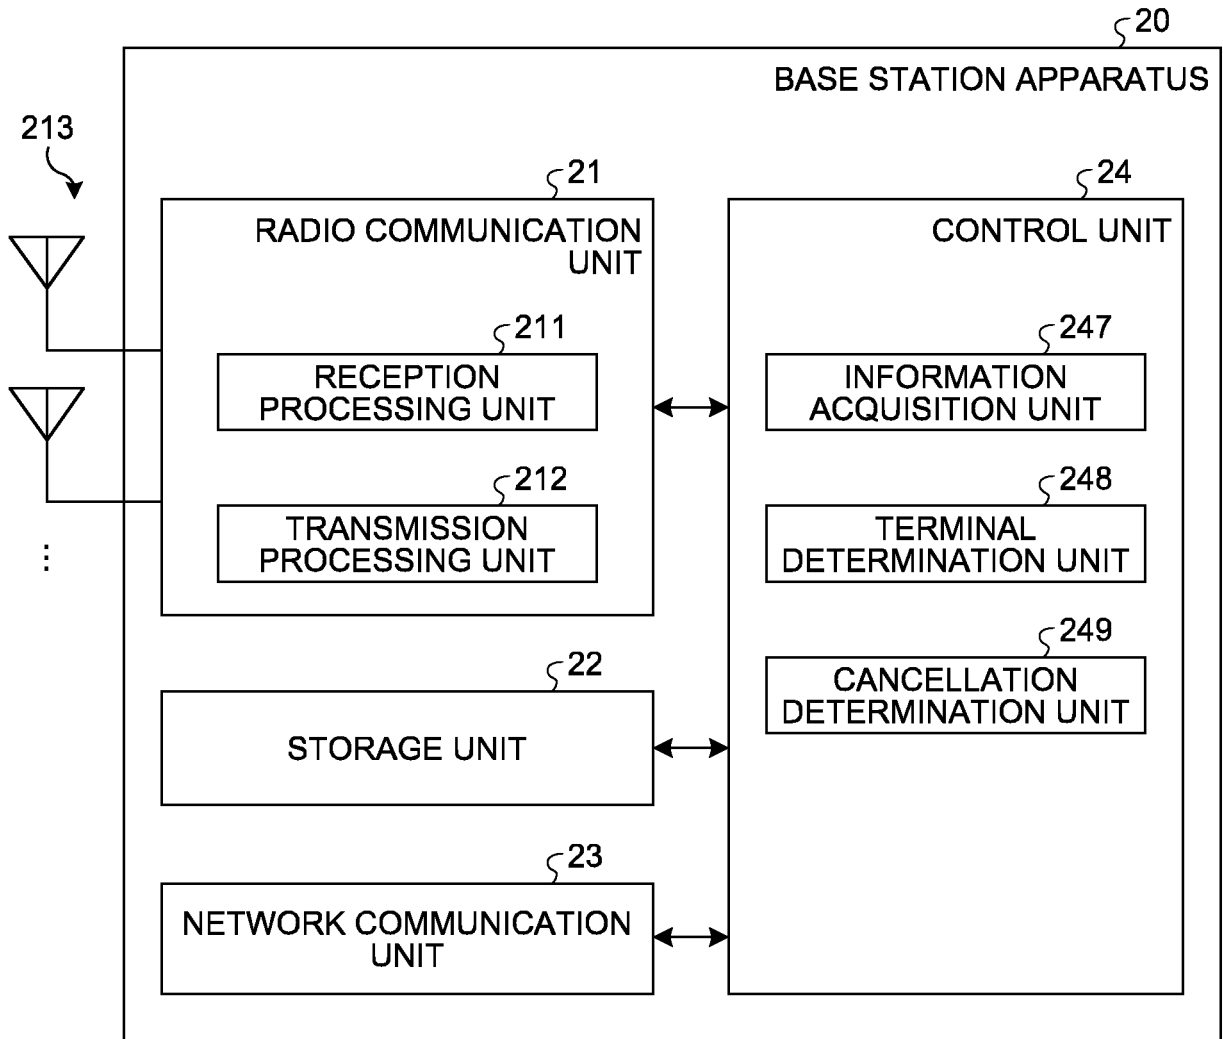 20
BASE STATION APPARATUS
213
21
RADIO COMMUNICATION
UNIT
211
RECEPTION
PROCESSING UNIT
212
TRANSMISSION
PROCESSING UNIT
...
22
STORAGE UNIT
23
NETWORK COMMUNICATION
UNIT
24
CONTROL UNIT
247
INFORMATION
ACQUISITION UNIT
248
TERMINAL
DETERMINATION UNIT
249
CANCELLATION
DETERMINATION UNIT